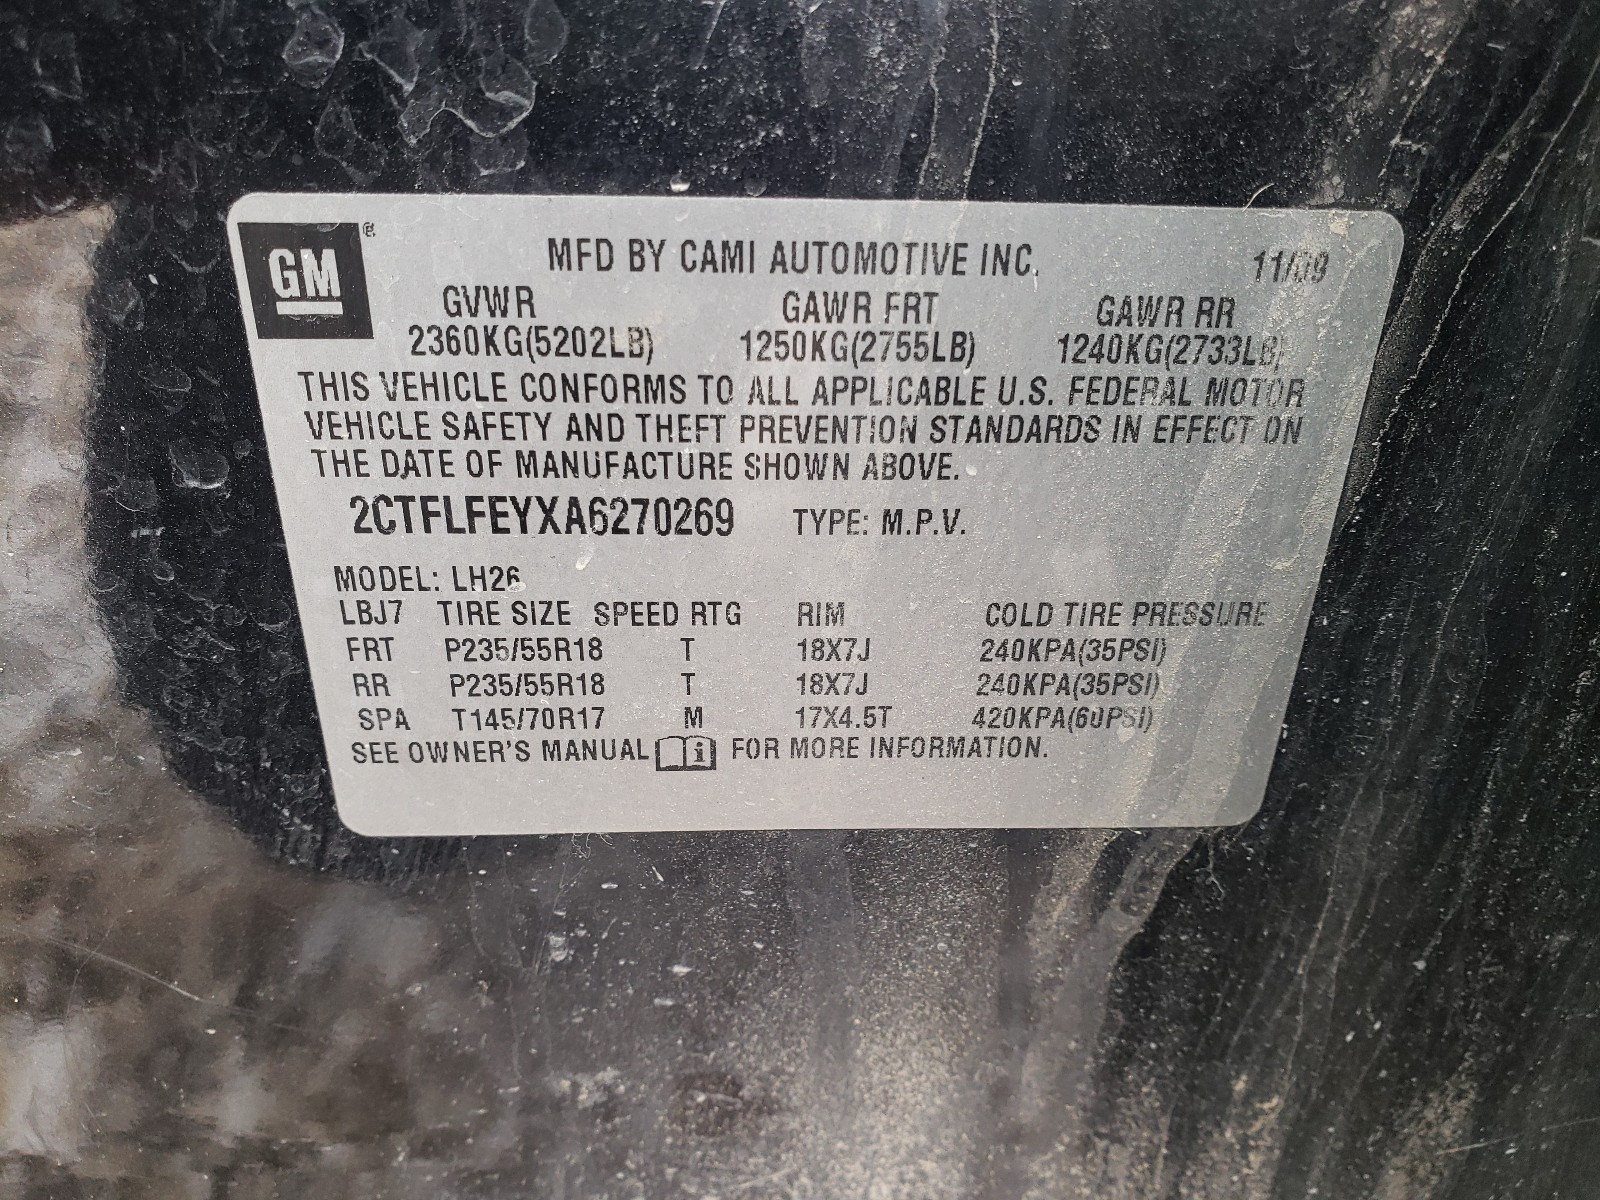 GM®
MFD BY CAMI AUTOMOTIVE INC. 11/09
GVWR GAWR FRT GAWR RR
2360KG(5202LB) 1250KG(2755LB) 1240KG(2733LB)
THIS VEHICLE CONFORMS TO ALL APPLICABLE U.S. FEDERAL MOTOR
VEHICLE SAFETY AND THEFT PREVENTION STANDARDS IN EFFECT ON
THE DATE OF MANUFACTURE SHOWN ABOVE.
2CTFLFEYXA6270269 TYPE: M.P.V.
MODEL: LH26
LBJ7 TIRE SIZE SPEED RTG RIM COLD TIRE PRESSURE
FRT P235/55R18 T 18X7J 240KPA(35PSI)
RR P235/55R18 T 18X7J 240KPA(35PSI)
SPA T145/70R17 M 17X4.5T 420KPA(60PSI)
SEE OWNER'S MANUAL i FOR MORE INFORMATION.